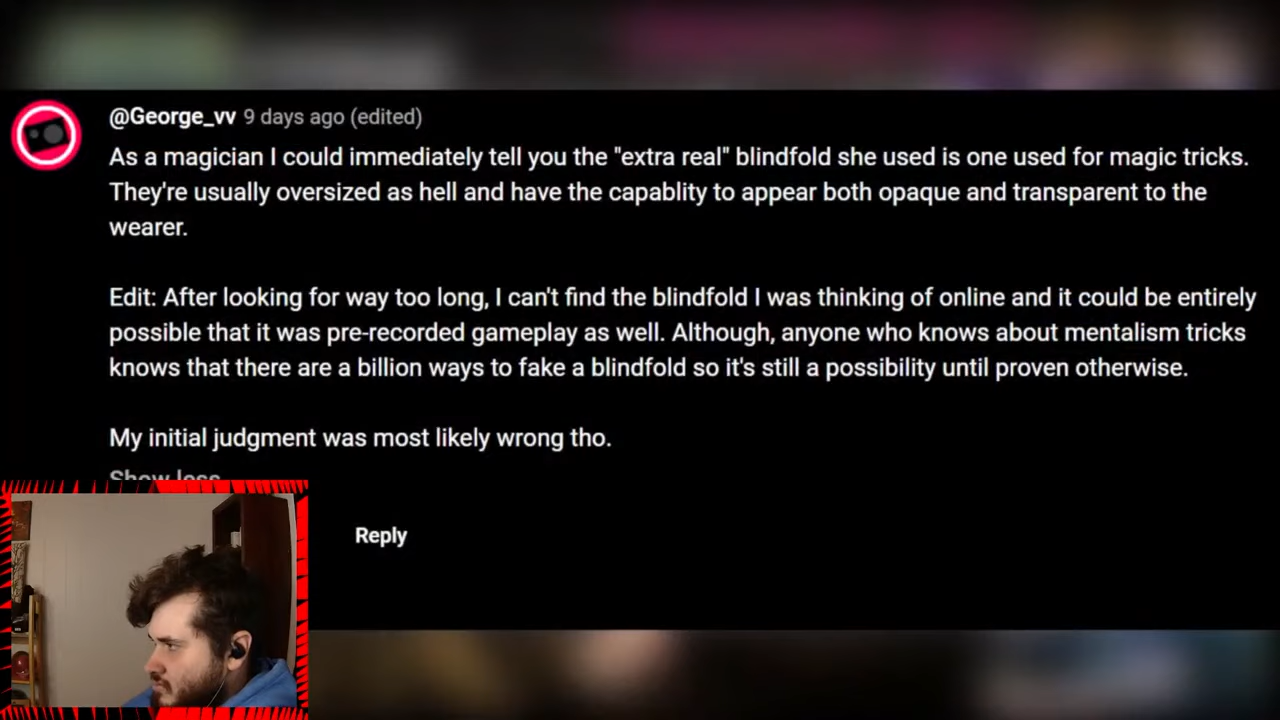 @George_vv 9 days ago (edited)
As a magician I could immediately tell you the "extra real" blindfold she used is one used for magic tricks.
They're usually oversized as hell and have the capablity to appear both opaque and transparent to the
wearer.
Edit: After looking for way too long, I can't find the blindfold I was thinking of online and it could be entirely
possible that it was pre-recorded gameplay as well. Although, anyone who knows about mentalism tricks
knows that there are a billion ways to fake a blindfold so it's still a possibility until proven otherwise.
My initial judgment was most likely wrong tho.
Show less
Reply